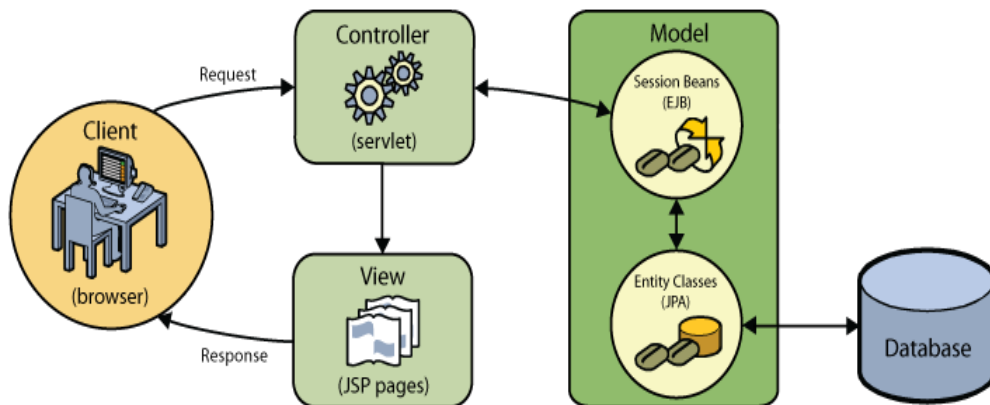 Client
(browser)
Request
Controller
(servlet)
View
(JSP pages)
Response
Model
Session Beans
(EJB)
Entity Classes
(JPA)
Database